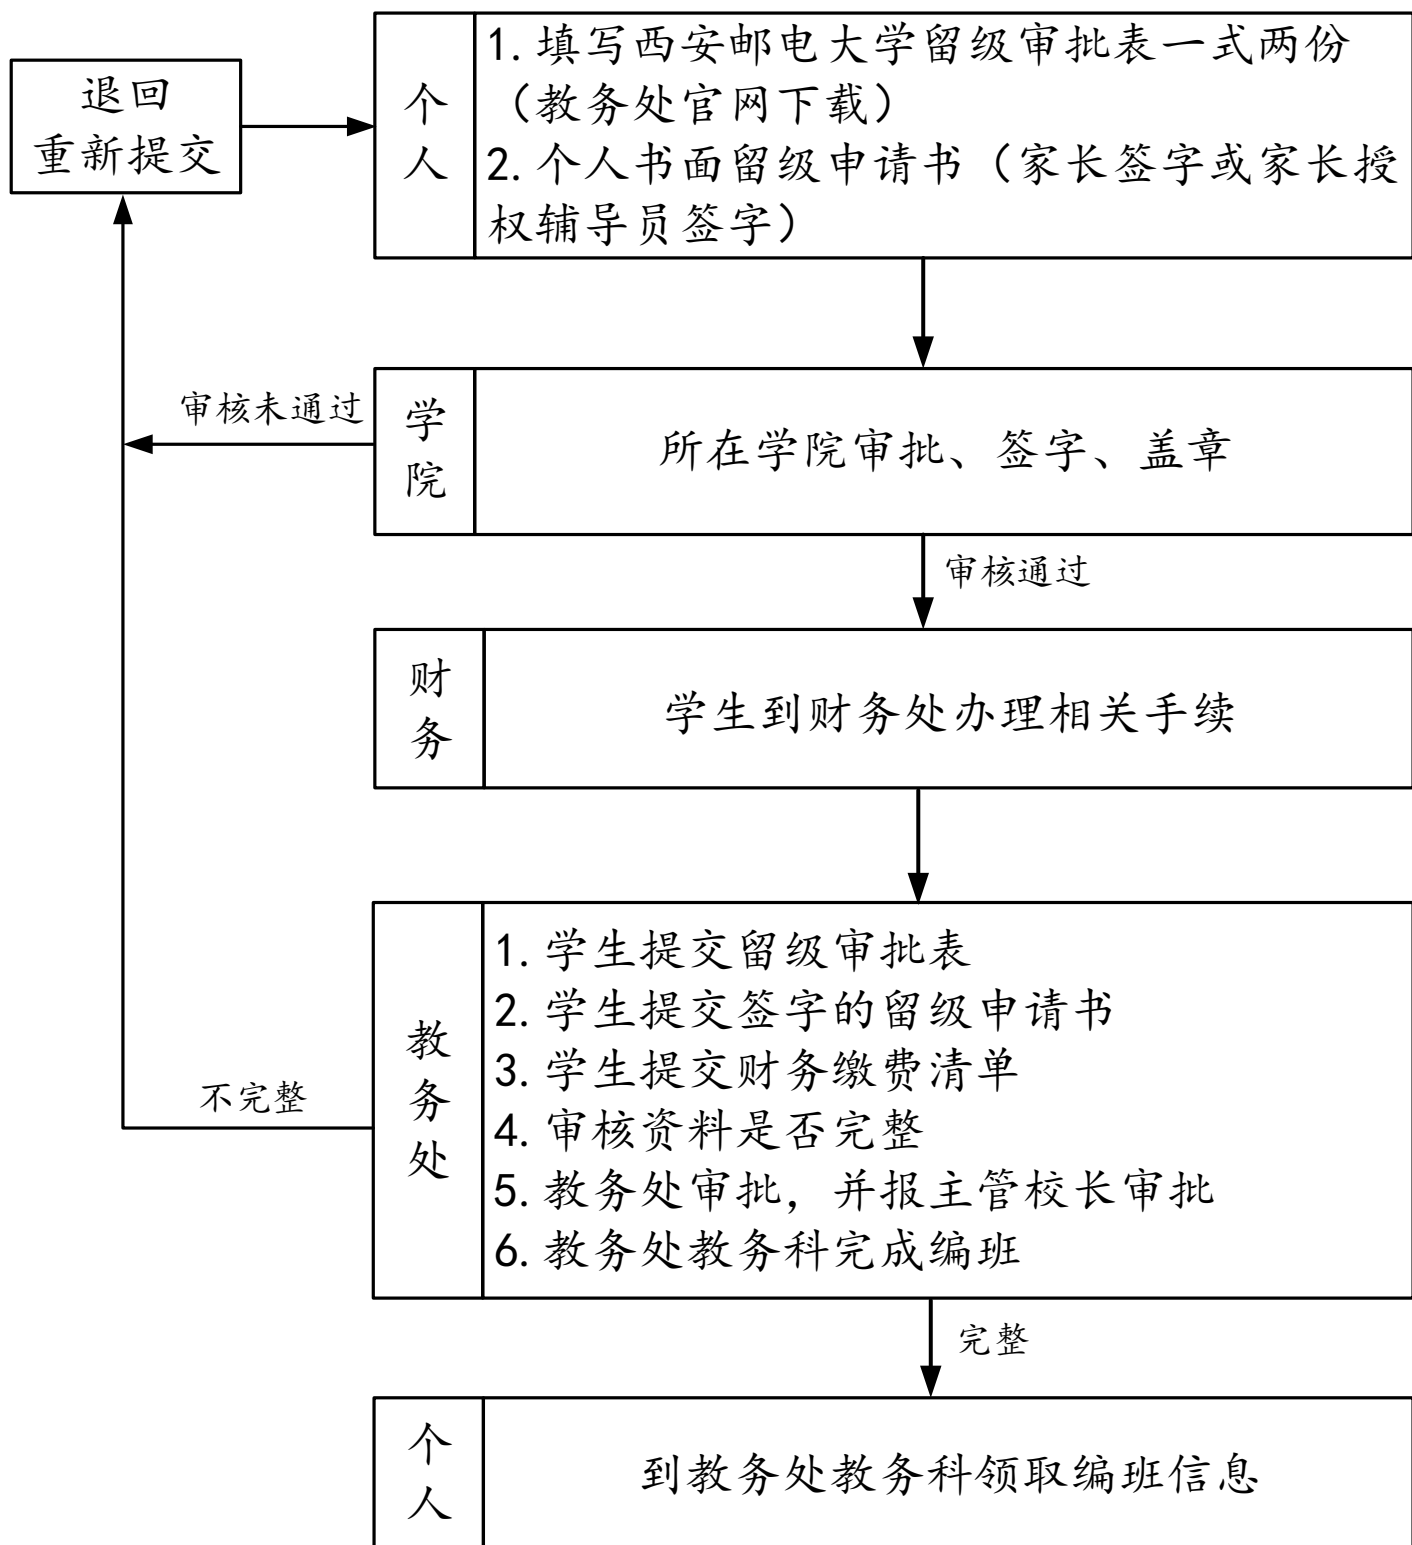 退回
重新提交
个人
1. 填写西安邮电大学留级审批表一式两份
（教务处官网下载）
2. 个人书面留级申请书（家长签字或家长授
权辅导员签字）
审核未通过
学院
所在学院审批、签字、盖章
审核通过
财务
学生到财务处办理相关手续
教务处
1. 学生提交留级审批表
2. 学生提交签字的留级申请书
3. 学生提交财务缴费清单
4. 审核资料是否完整
5. 教务处审批，并报主管校长审批
6. 教务处教务科完成编班
不完整
完整
个人
到教务处教务科领取编班信息